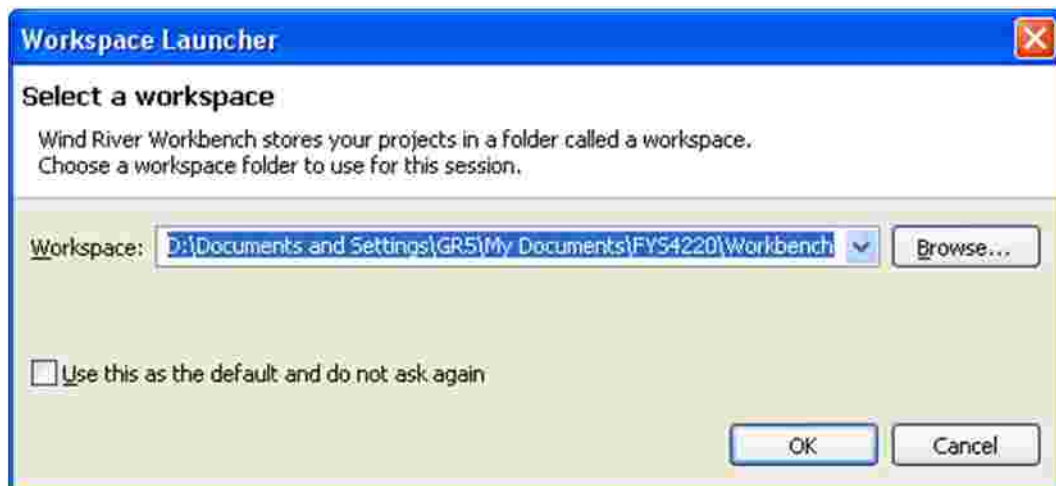 Workspace Launcher
Select a workspace
Wind River Workbench stores your projects in a folder called a workspace.
Choose a workspace folder to use for this session.
Workspace: D:\Documents and Settings\GR5\My Documents\FYS4220\Workbench Browse...
Use this as the default and do not ask again
OK Cancel